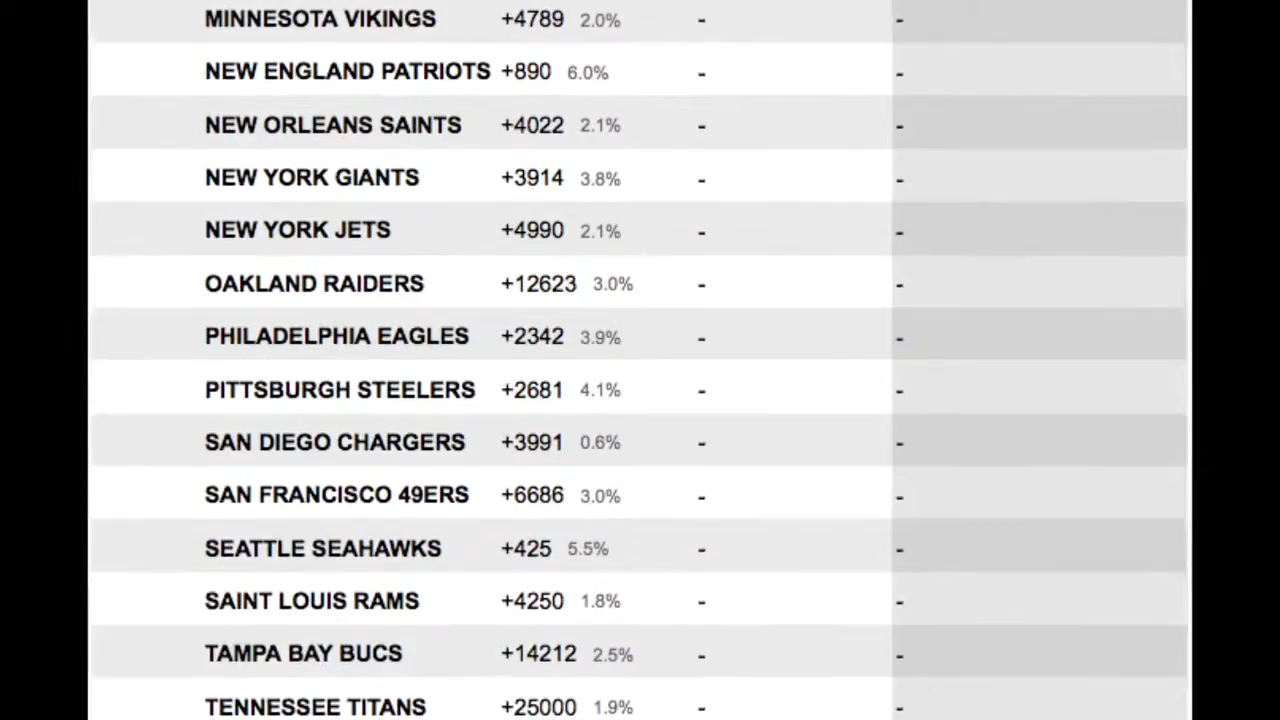 MINNESOTA VIKINGS +4789 2.0% - -
NEW ENGLAND PATRIOTS +890 6.0% - -
NEW ORLEANS SAINTS +4022 2.1% - -
NEW YORK GIANTS +3914 3.8% - -
NEW YORK JETS +4990 2.1% - -
OAKLAND RAIDERS +12623 3.0% - -
PHILADELPHIA EAGLES +2342 3.9% - -
PITTSBURGH STEELERS +2681 4.1% - -
SAN DIEGO CHARGERS +3991 0.6% - -
SAN FRANCISCO 49ERS +6686 3.0% - -
SEATTLE SEAHAWKS +425 5.5% - -
SAINT LOUIS RAMS +4250 1.8% - -
TAMPA BAY BUCS +14212 2.5% - -
TENNESSEE TITANS +25000 1.9% - -